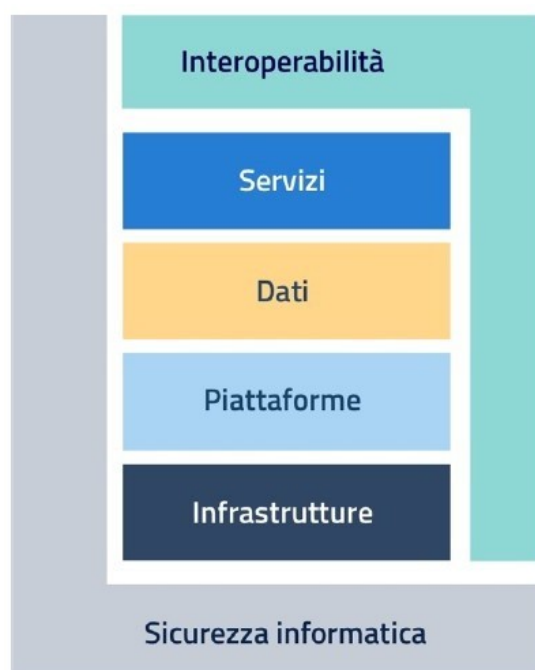 Interoperabilità
Servizi
Dati
Piattaforme
Infrastrutture
Sicurezza informatica